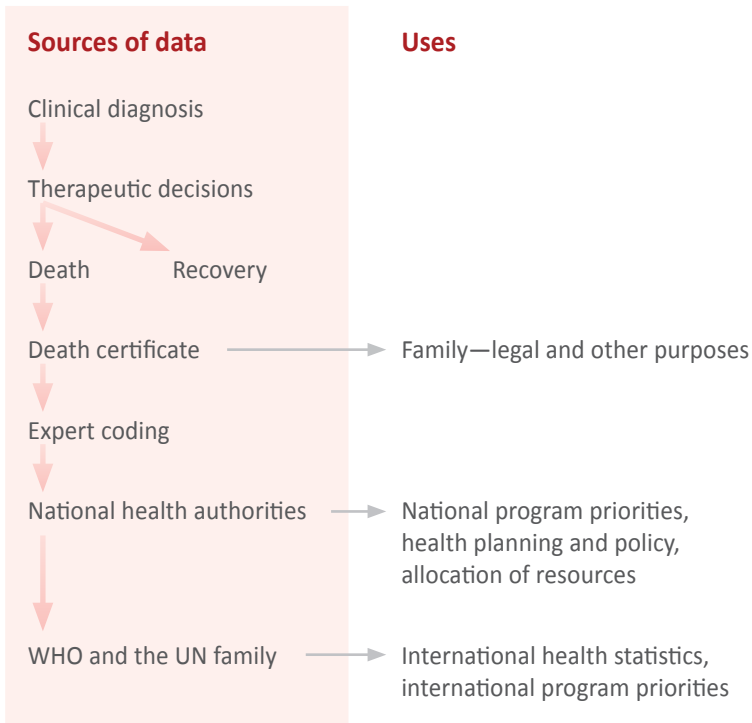 Sources of data
Uses
Clinical diagnosis
Therapeutic decisions
Death
Recovery
Death certificate
Family—legal and other purposes
Expert coding
National health authorities
National program priorities,
health planning and policy,
allocation of resources
WHO and the UN family
International health statistics,
international program priorities